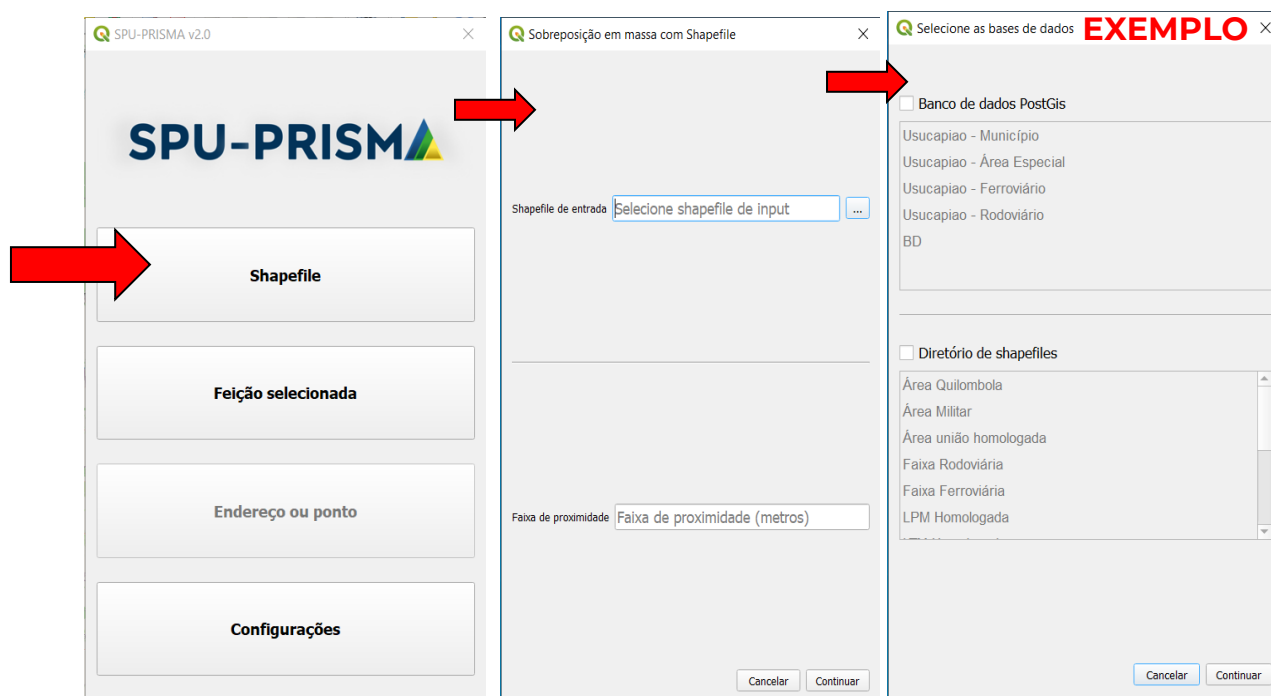 SPU-PRISMA v2.0
SPU-PRISMA
Shapefile
Feição selecionada
Endereço ou ponto
Configurações
Sobreposição em massa com Shapefile
Shapefile de entrada Selecione shapefile de input ...
Faixa de proximidade Faixa de proximidade (metros)
Cancelar Continuar
Selecione as bases de dados EXEMPLO
Banco de dados PostGis
Usucapiao - Município
Usucapiao - Área Especial
Usucapiao - Ferroviário
Usucapiao - Rodoviário
BD
Diretório de shapefiles
Área Quilombola
Área Militar
Área união homologada
Faixa Rodoviária
Faixa Ferroviária
LPM Homologada
Cancelar Continuar